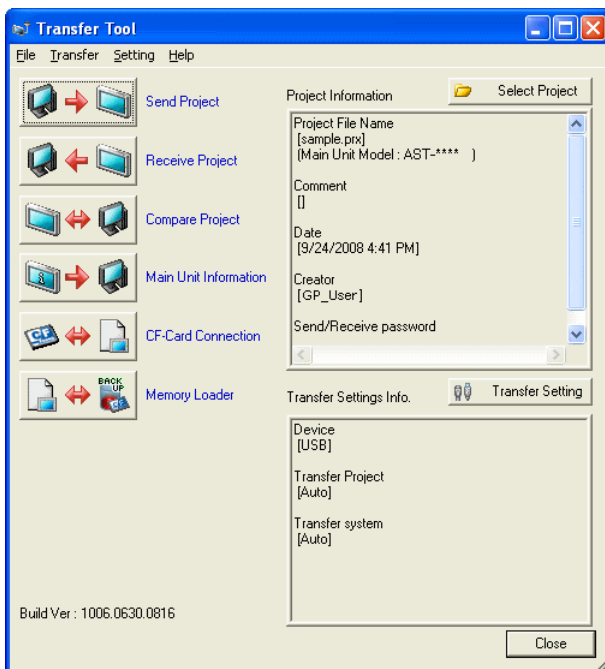 Transfer Tool
File Transfer Setting Help
Send Project
Receive Project
Compare Project
Main Unit Information
CF
CF-Card Connection
BACK
UP
CF
Memory Loader
Project Information
Select Project
Project File Name
[sample.prx]
(Main Unit Model : AST-**** )
Comment
[]
Date
[9/24/2008 4:41 PM]
Creator
[GP_User]
Send/Receive password
Transfer Settings Info.
Transfer Setting
Device
[USB]
Transfer Project
[Auto]
Transfer system
[Auto]
Build Ver : 1006.0630.0816
Close